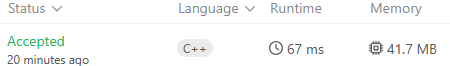 Status Language Runtime Memory
Accepted C++ 67 ms 41.7 MB
20 minutes ago